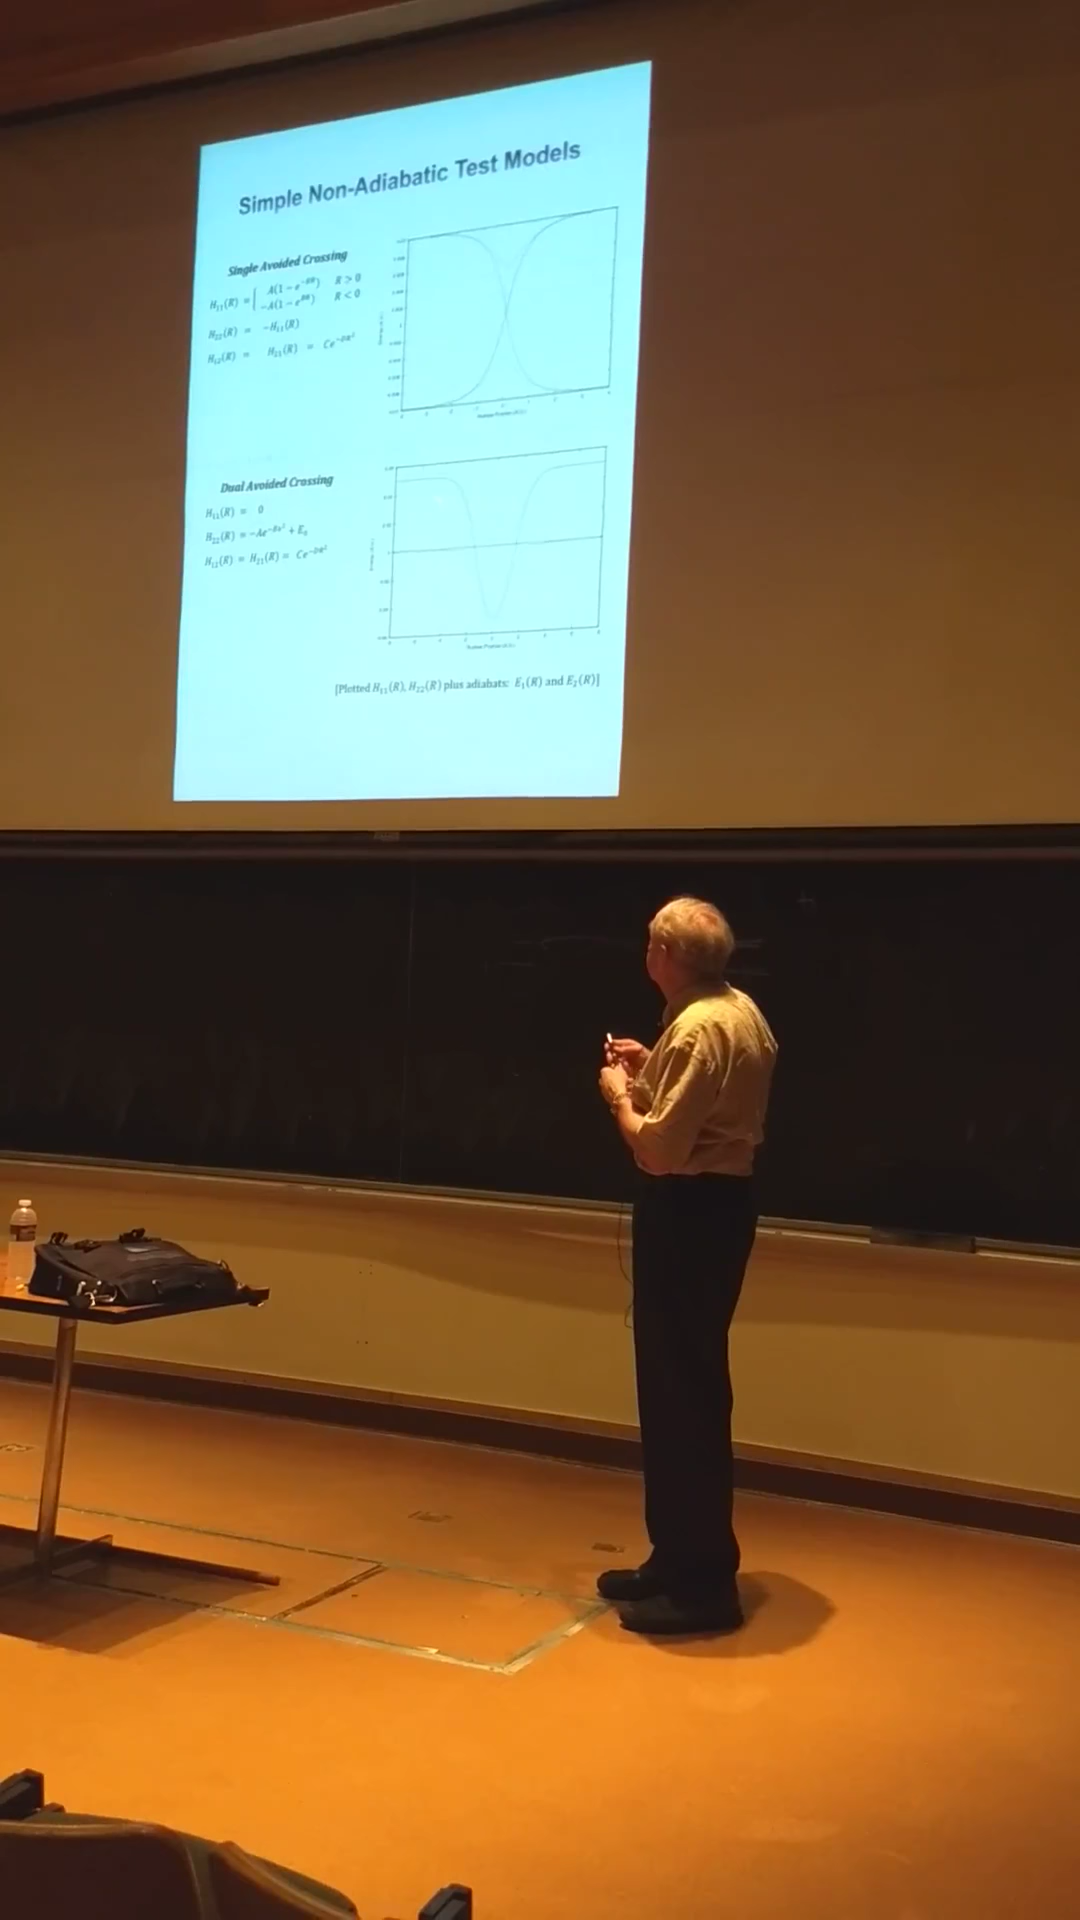 Simple Non-Adiabatic Test Models
Single Avoided Crossing
H₁₁(R) = { A(1 − e⁻ᴮᴿ) R > 0
−A(1 − eᴮᴿ) R < 0
H₂₂(R) = −H₁₁(R)
H₁₂(R) = H₂₁(R) = Ce^{−DR²}
Dual Avoided Crossing
H₁₁(R) = 0
H₂₂(R) = −Ae^{−BR²} + E₀
H₁₂(R) = H₂₁(R) = Ce^{−DR²}
[Plotted H₁₁(R), H₂₂(R) plus adiabats: E₁(R) and E₂(R)]